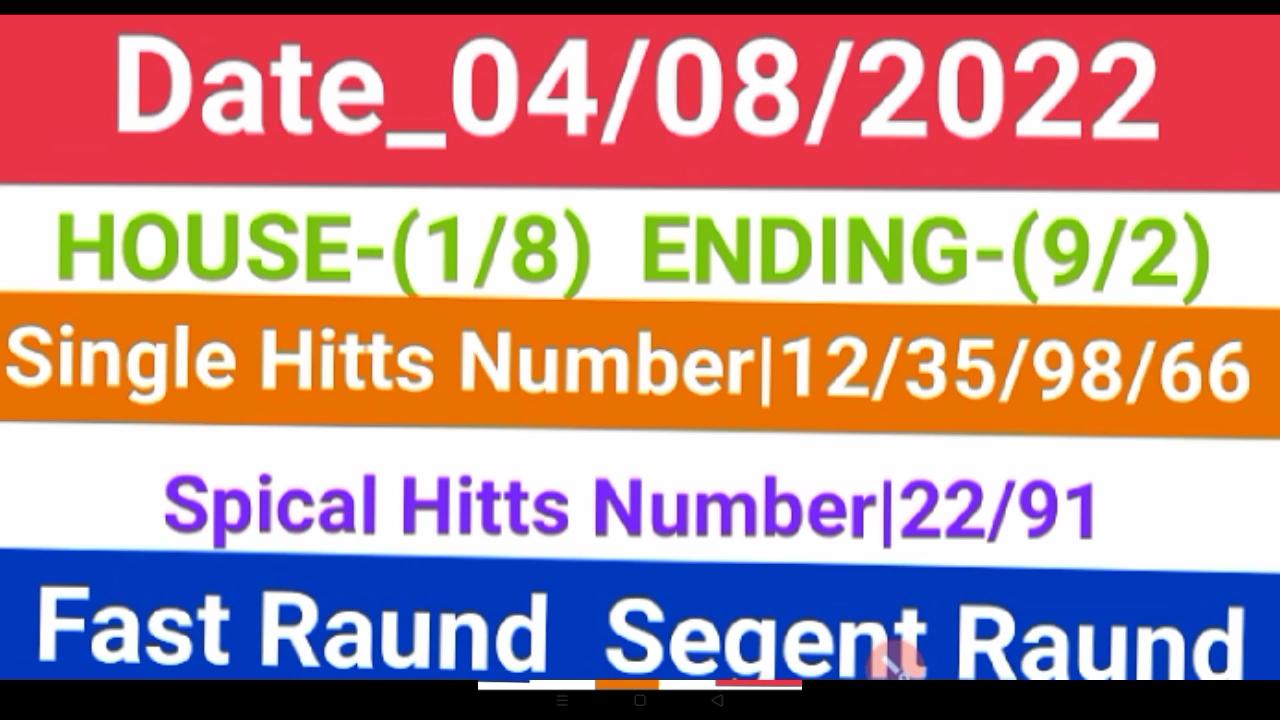 Date_04/08/2022
HOUSE-(1/8) ENDING-(9/2)
Single Hitts Number|12/35/98/66
Spical Hitts Number|22/91
Fast Raund Segent Raund